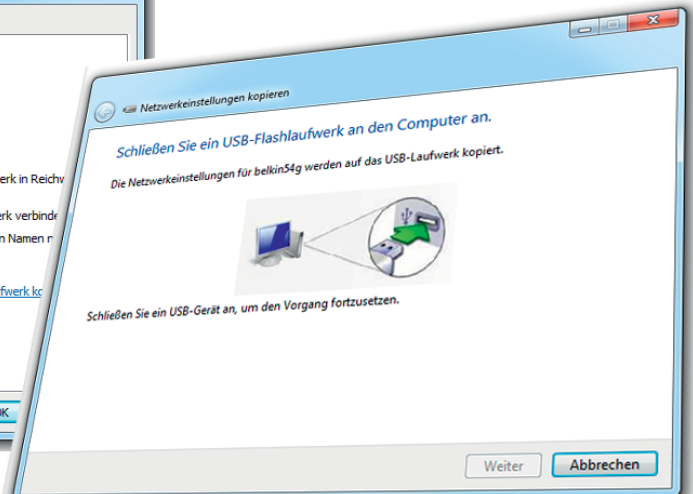 erk in Reichw
erk verbinde
n Namen n
fwerk ko
OK
Netzwerkeinstellungen kopieren
Schließen Sie ein USB-Flashlaufwerk an den Computer an.
Die Netzwerkeinstellungen für belkin54g werden auf das USB-Laufwerk kopiert.
Schließen Sie ein USB-Gerät an, um den Vorgang fortzusetzen.
Weiter
Abbrechen